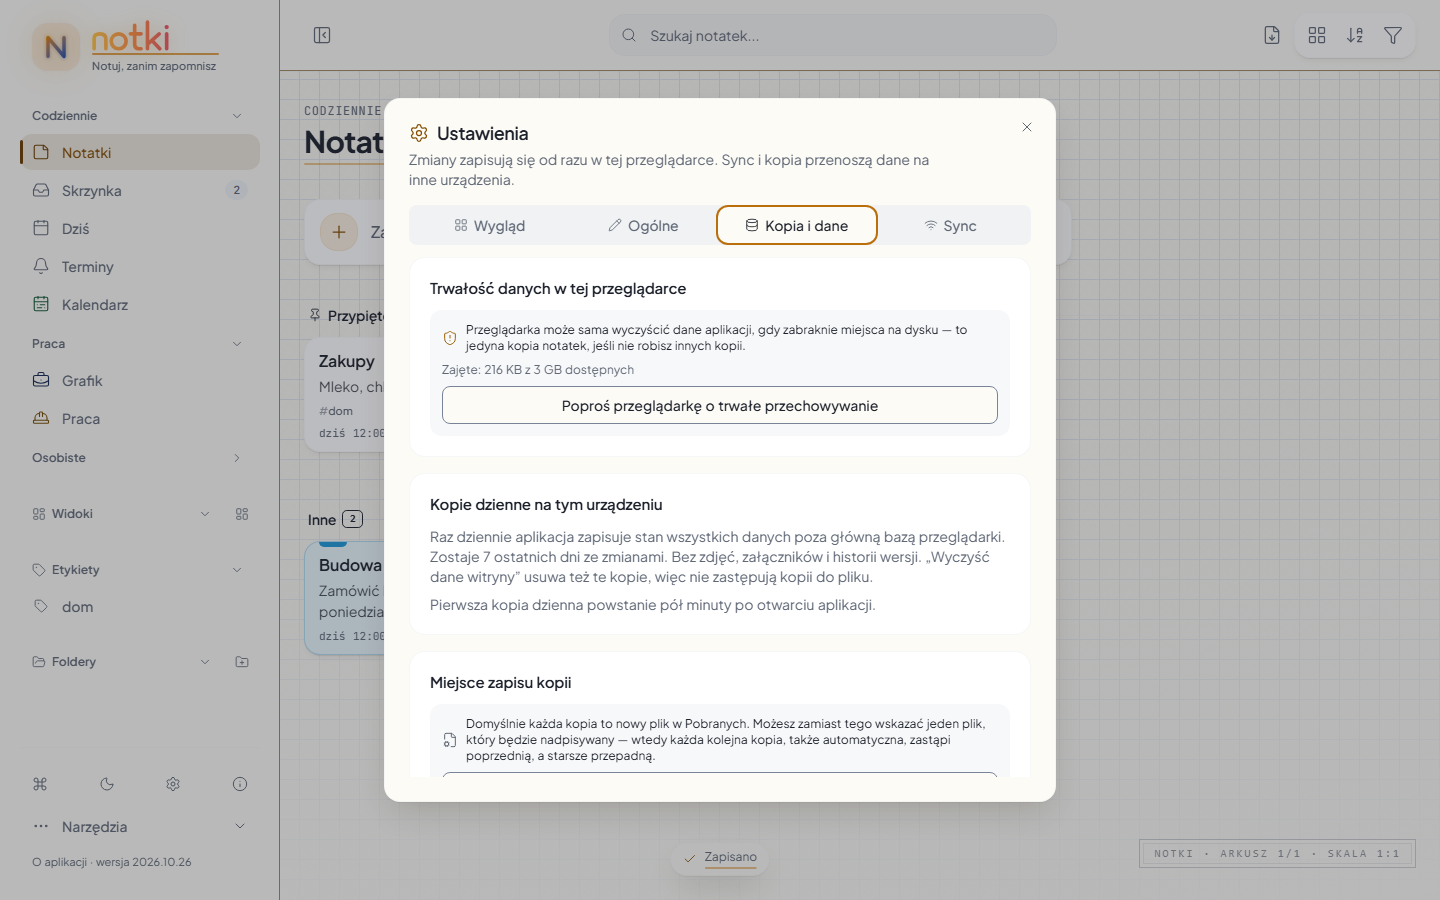 N
notki
Notuj, zanim zapomnisz
Codziennie
Notatki
Skrzynka
2
Dziś
Terminy
Kalendarz
Praca
Grafik
Praca
Osobiste
Widoki
Etykiety
dom
Foldery
Narzędzia
O aplikacji · wersja 2026.10.26
Szukaj notatek...
CODZIENNIE
Notat
Za
Przypięte
Zakupy
Mleko, ch
#dom
dziś 12:00
Inne 2
Budowa
Zamówić
poniedzia
dziś 12:00
Ustawienia
Zmiany zapisują się od razu w tej przeglądarce. Sync i kopia przenoszą dane na
inne urządzenia.
Wygląd
Ogólne
Kopia i dane
Sync
Trwałość danych w tej przeglądarce
Przeglądarka może sama wyczyścić dane aplikacji, gdy zabraknie miejsca na dysku — to
jedyna kopia notatek, jeśli nie robisz innych kopii.
Zajęte: 216 KB z 3 GB dostępnych
Poproś przeglądarkę o trwałe przechowywanie
Kopie dzienne na tym urządzeniu
Raz dziennie aplikacja zapisuje stan wszystkich danych poza główną bazą przeglądarki.
Zostaje 7 ostatnich dni ze zmianami. Bez zdjęć, załączników i historii wersji. „Wyczyść
dane witryny” usuwa też te kopie, więc nie zastępują kopii do pliku.
Pierwsza kopia dzienna powstanie pół minuty po otwarciu aplikacji.
Miejsce zapisu kopii
Domyślnie każda kopia to nowy plik w Pobranych. Możesz zamiast tego wskazać jeden plik,
który będzie nadpisywany — wtedy każda kolejna kopia, także automatyczna, zastąpi
poprzednią, a starsze przepadną.
Zapisano
NOTKI · ARKUSZ 1/1 · SKALA 1:1